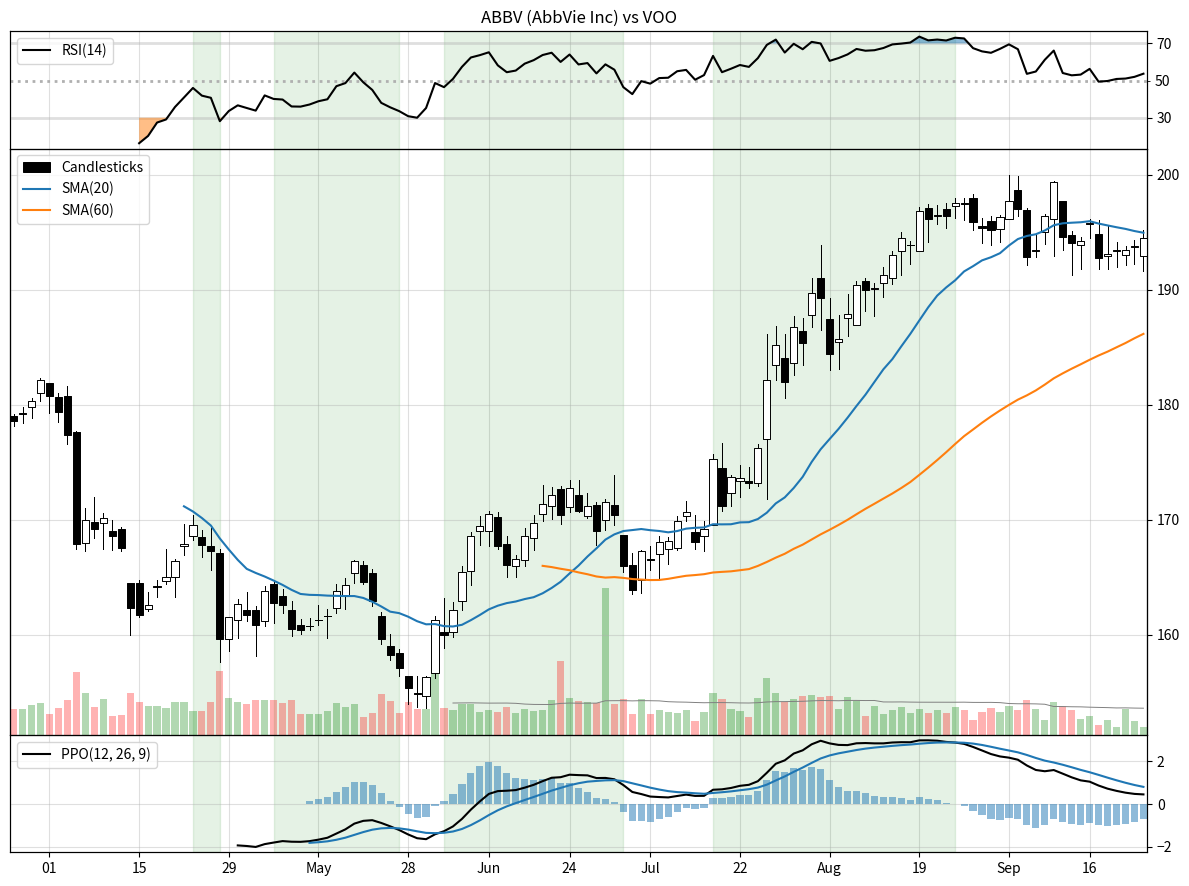 ABBV (AbbVie Inc) vs VOO
RSI(14)
70
50
30
Candlesticks
SMA(20)
SMA(60)
200
190
180
170
160
PPO(12, 26, 9)
2
0
−2
01 15 29 May 28 Jun 24 Jul 22 Aug 19 Sep 16